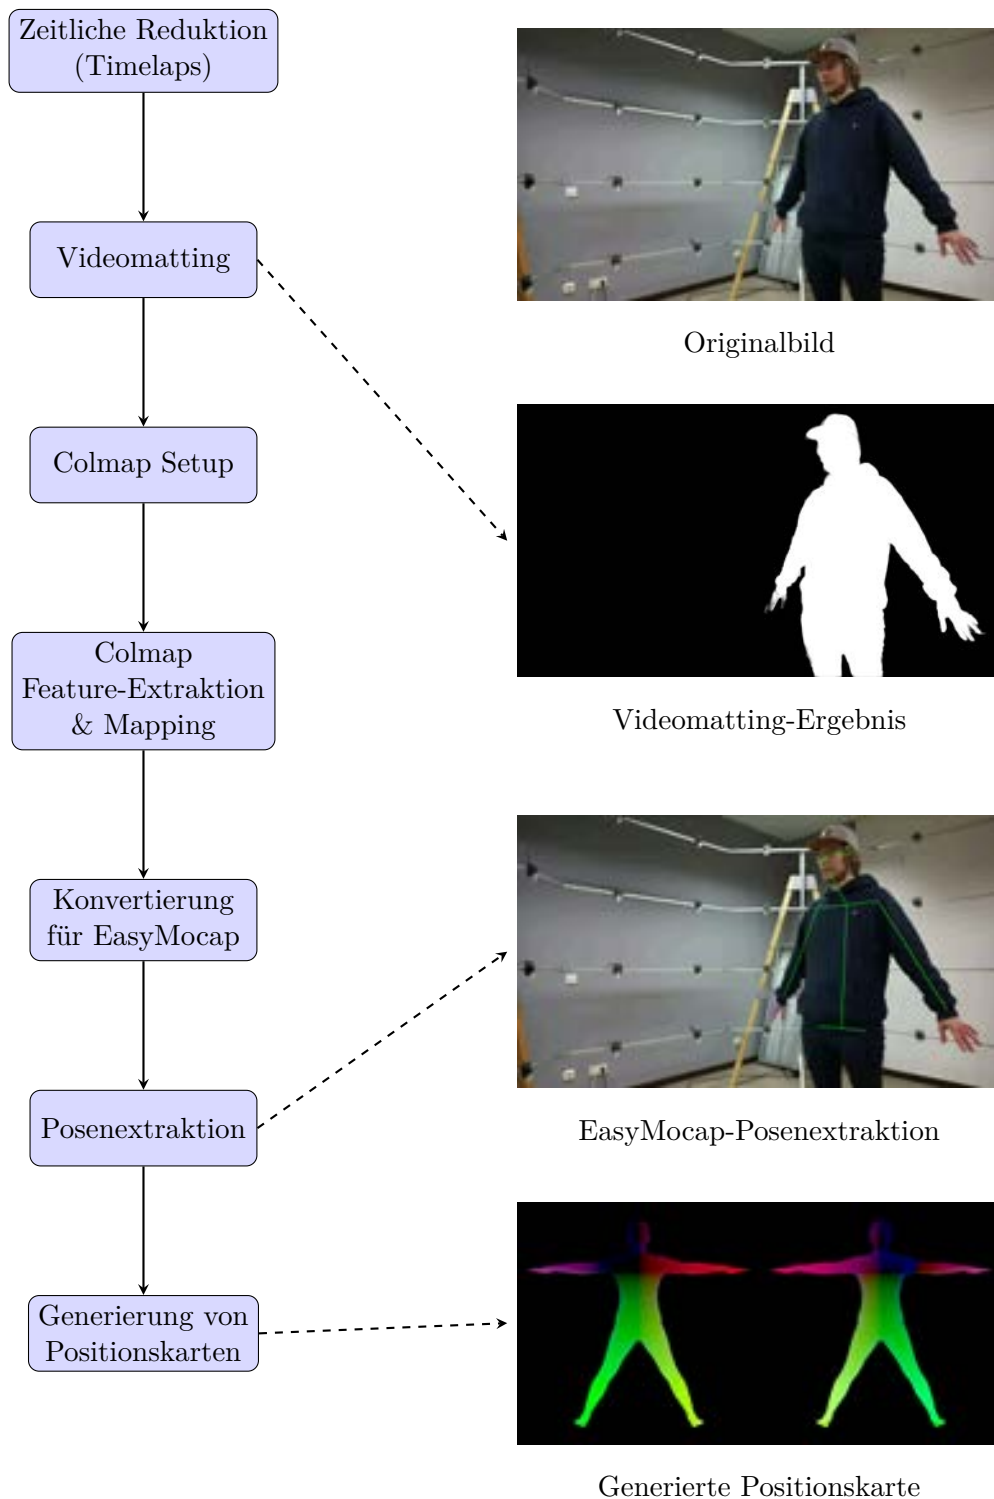 Zeitliche Reduktion
(Timelaps)
Videomatting
Colmap Setup
Colmap
Feature-Extraktion
& Mapping
Konvertierung
für EasyMocap
Posenextraktion
Generierung von
Positionskarten
Originalbild
Videomatting-Ergebnis
EasyMocap-Posenextraktion
Generierte Positionskarte